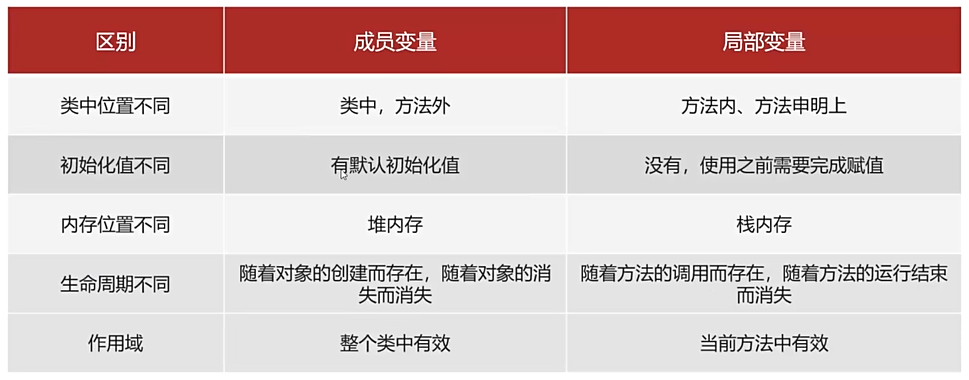 区别 成员变量 局部变量
类中位置不同 类中，方法外 方法内、方法申明上
初始化值不同 有默认初始化值 没有，使用之前需要完成赋值
内存位置不同 堆内存 栈内存
生命周期不同 随着对象的创建而存在，随着对象的消 随着方法的调用而存在，随着方法的运行结束
失而消失 而消失
作用域 整个类中有效 当前方法中有效